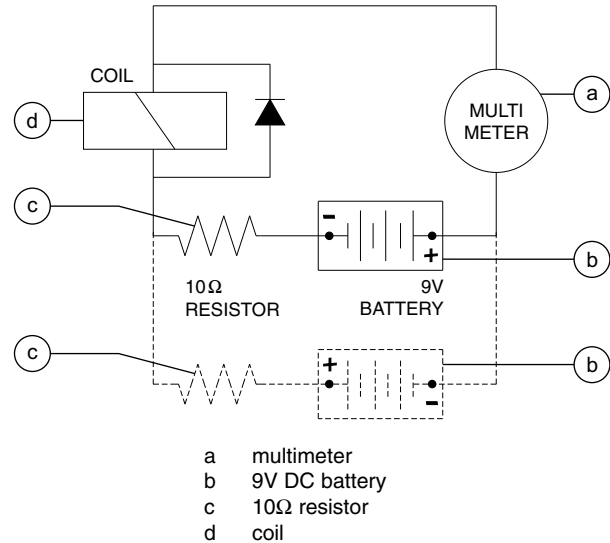 COIL
d
MULTI
METER
a
c
-
+
10Ω
RESISTOR
9V
BATTERY
b
c
+
-
b
a multimeter
b 9V DC battery
c 10Ω resistor
d coil